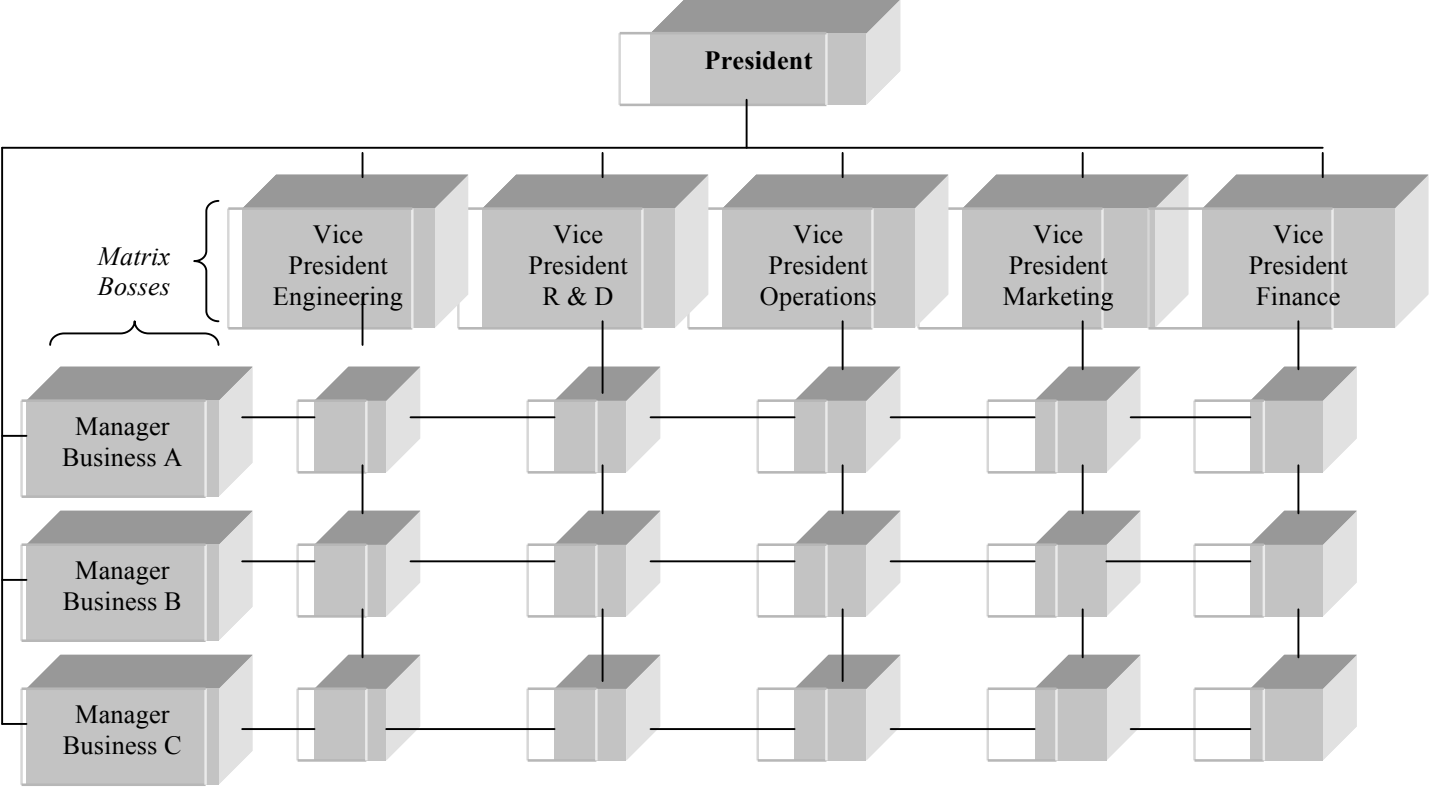 President
Vice
President
Engineering
Vice
President
R & D
Vice
President
Operations
Vice
President
Marketing
Vice
President
Finance
Matrix
Bosses
Manager
Business A
Manager
Business B
Manager
Business C